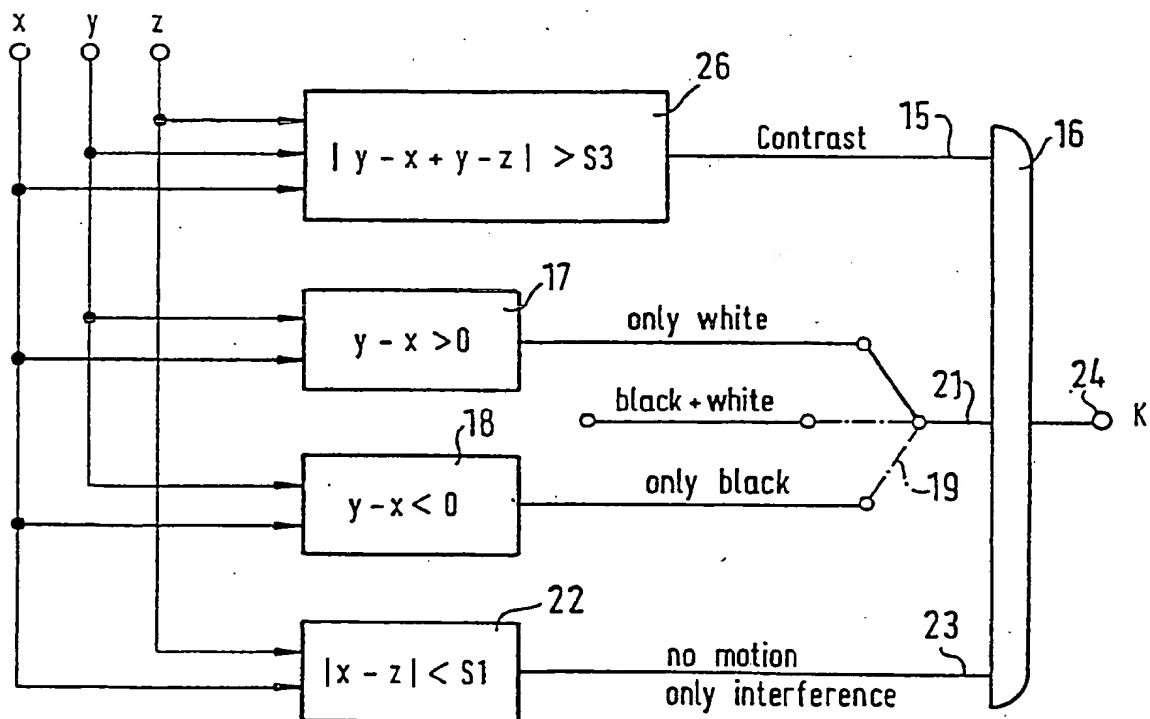 x y z
26
| y - x + y - z | > S3
Contrast
15
16
17
y - x > 0
only white
black + white
21
24
K
18
y - x < 0
only black
19
22
| x - z | < S1
no motion
only interference
23